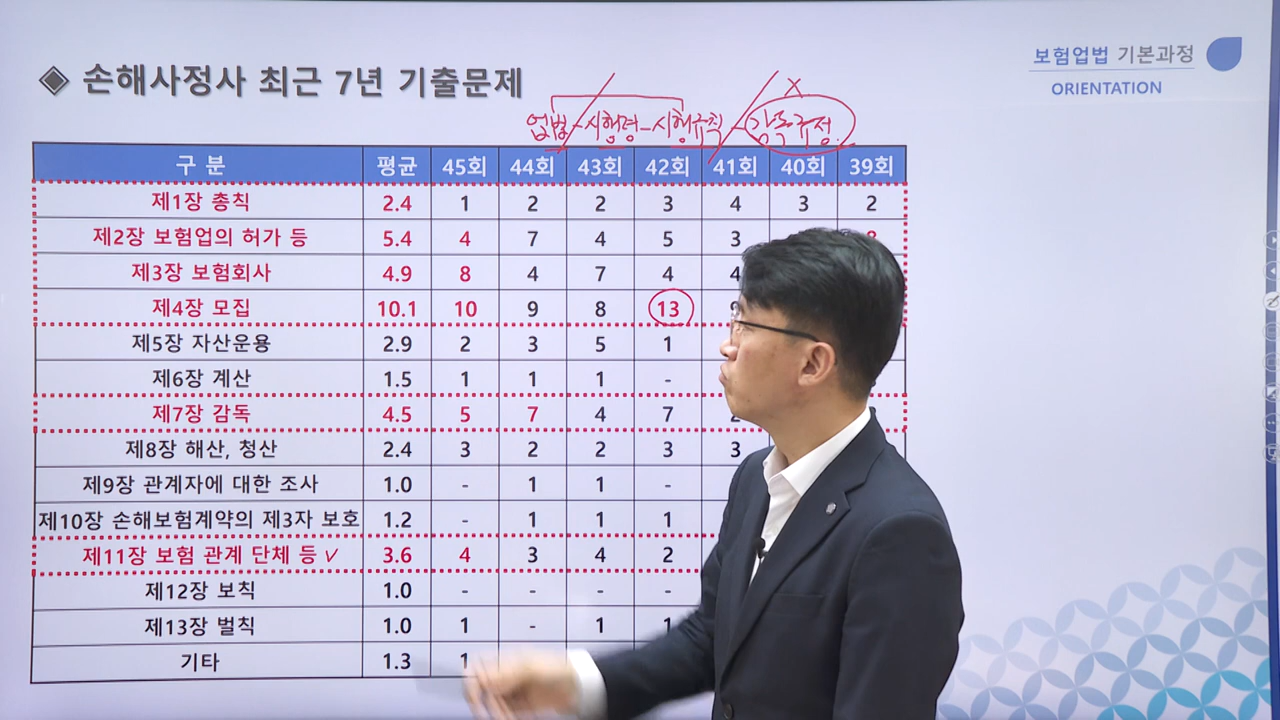 보험업법 기본과정
ORIENTATION
◈ 손해사정사 최근 7년 기출문제
x
업법-시행령-시행규칙-감독규정
구 분 평균 45회 44회 43회 42회 41회 40회 39회
제1장 총칙 2.4 1 2 2 3 4 3 2
제2장 보험업의 허가 등 5.4 4 7 4 5 3
제3장 보험회사 4.9 8 4 7 4 4
제4장 모집 10.1 10 9 8 13
제5장 자산운용 2.9 2 3 5 1
제6장 계산 1.5 1 1 1 -
제7장 감독 4.5 5 7 4 7
제8장 해산, 청산 2.4 3 2 2 3 3
제9장 관계자에 대한 조사 1.0 - 1 1 -
제10장 손해보험계약의 제3자 보호 1.2 - 1 1 1
제11장 보험 관계 단체 등 ✓ 3.6 4 3 4 2
제12장 보칙 1.0 - - - -
제13장 벌칙 1.0 1 - 1 1
기타 1.3 1